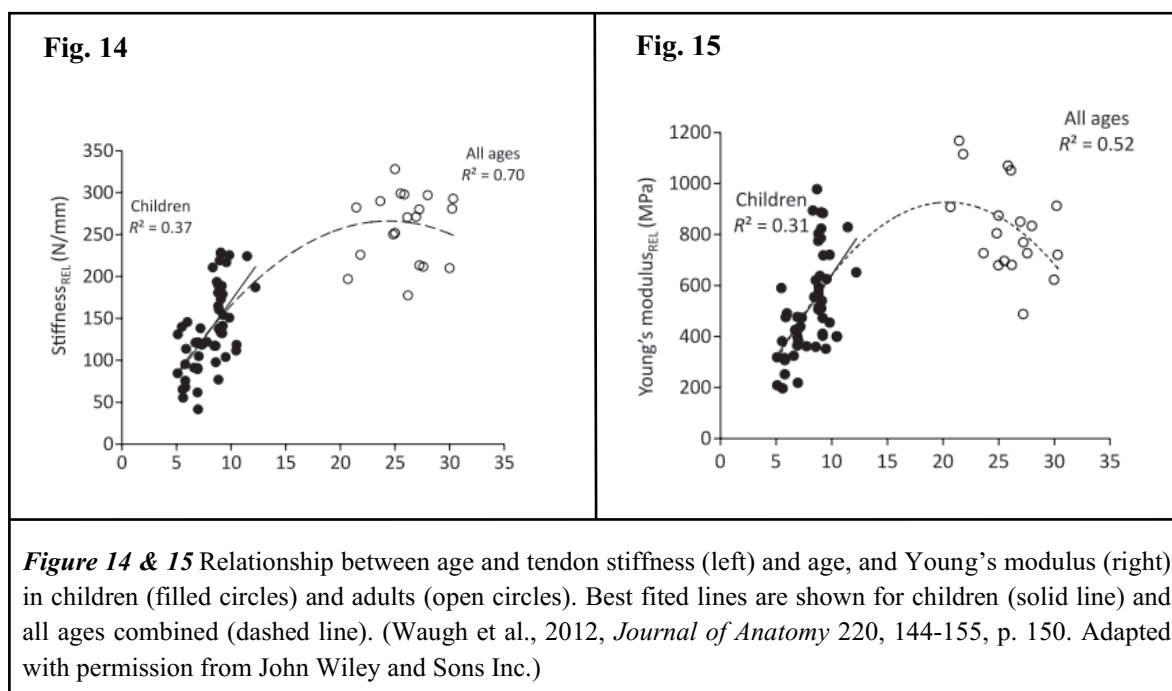 Fig. 14
All ages
R² = 0.70
Children
R² = 0.37
Stiffness_REL (N/mm)
350
300
250
200
150
100
50
0
0 5 10 15 20 25 30 35
Fig. 15
All ages
R² = 0.52
Children
R² = 0.31
Young's modulus_REL (MPa)
1200
1000
800
600
400
200
0
0 5 10 15 20 25 30 35
Figure 14 & 15 Relationship between age and tendon stiffness (left) and age, and Young’s modulus (right)
in children (filled circles) and adults (open circles). Best fited lines are shown for children (solid line) and
all ages combined (dashed line). (Waugh et al., 2012, Journal of Anatomy 220, 144-155, p. 150. Adapted
with permission from John Wiley and Sons Inc.)